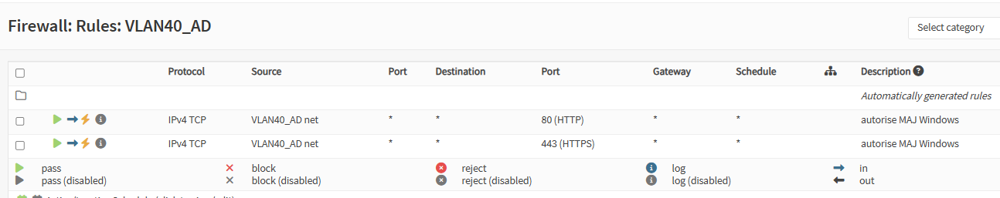 Firewall: Rules: VLAN40_AD
Select category
Protocol Source Port Destination Port Gateway Schedule Description
Automatically generated rules
IPv4 TCP VLAN40_AD net * * 80 (HTTP) * * autorise MAJ Windows
IPv4 TCP VLAN40_AD net * * 443 (HTTPS) * * autorise MAJ Windows
pass block reject log in
pass (disabled) block (disabled) reject (disabled) log (disabled) out